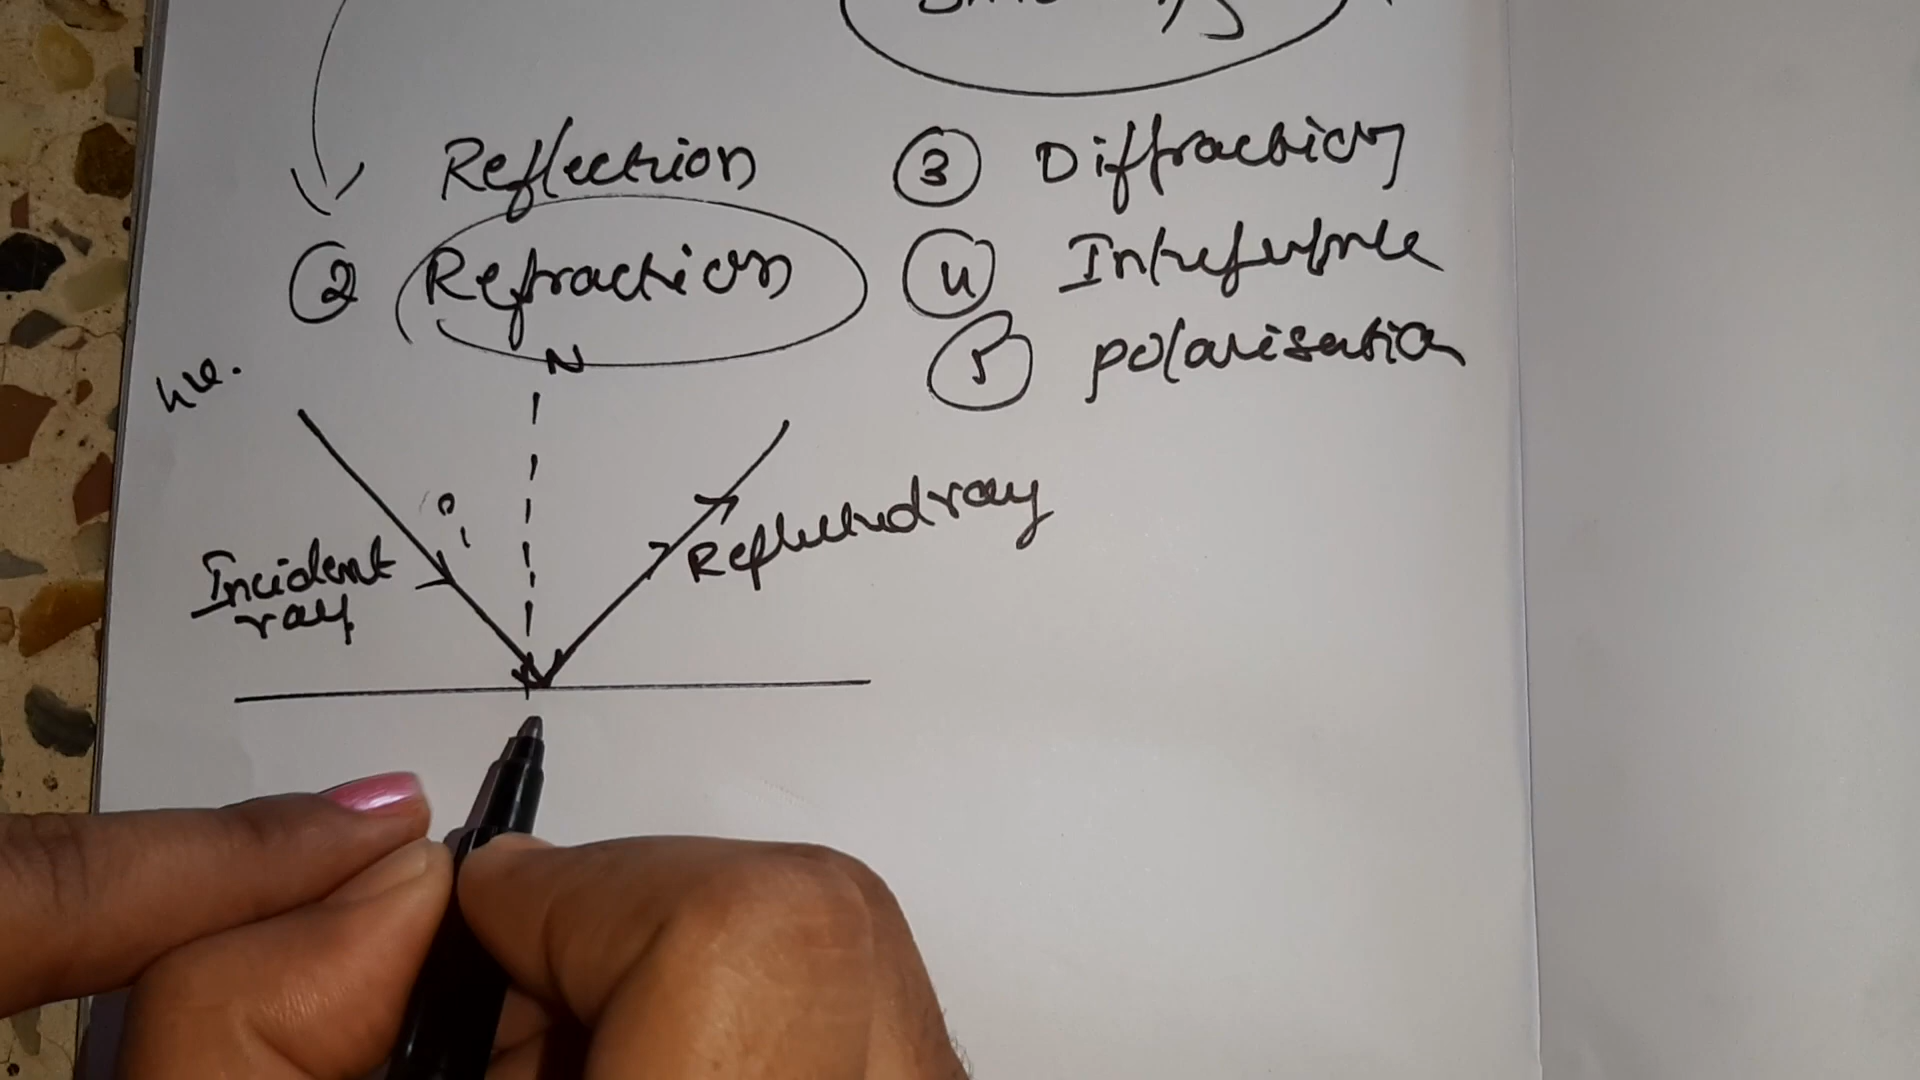 Reflection
② Refraction
③ Diffraction
④ Interference
⑤ polarisation
N
i
Incident
ray
Reflected ray